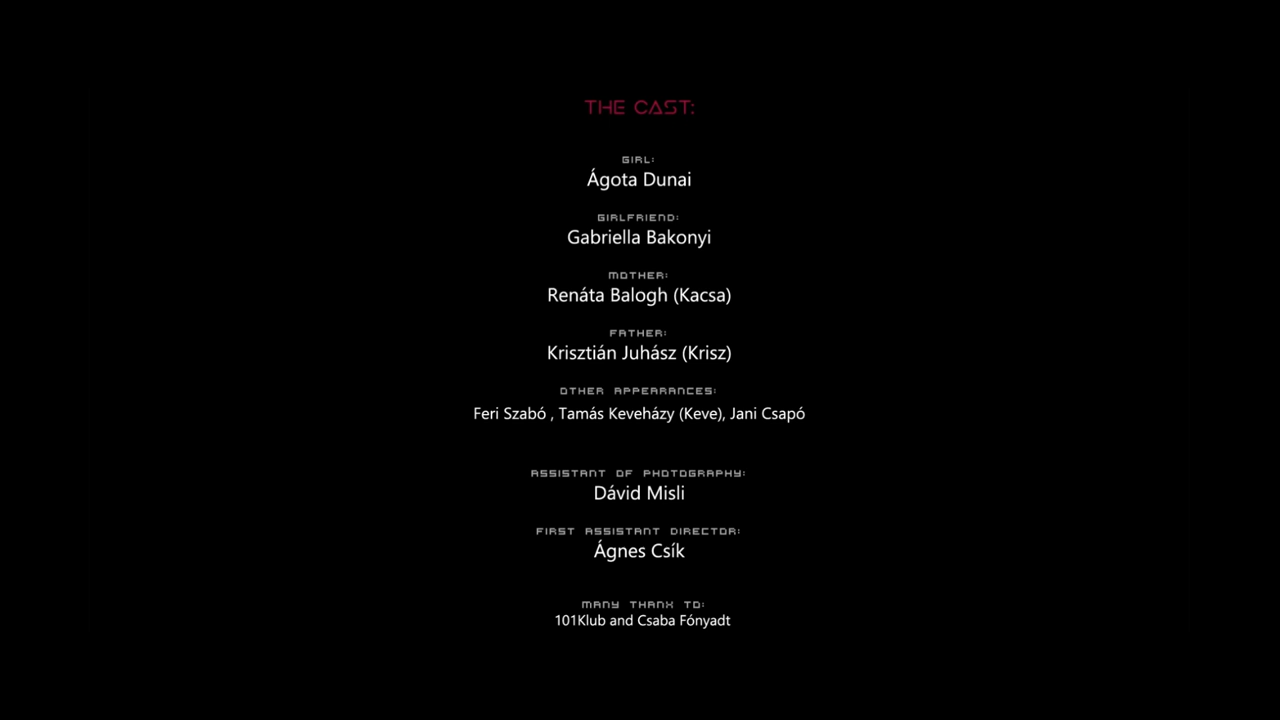 THE CAST:
GIRL:
Ágota Dunai
GIRLFRIEND:
Gabriella Bakonyi
MOTHER:
Renáta Balogh (Kacsa)
FATHER:
Krisztián Juhász (Krisz)
OTHER APPEARANCES:
Feri Szabó , Tamás Keveházy (Keve), Jani Csapó
ASSISTANT OF PHOTOGRAPHY:
Dávid Misli
FIRST ASSISTANT DIRECTOR:
Ágnes Csík
MANY THANX TO:
101Klub and Csaba Fónyadt